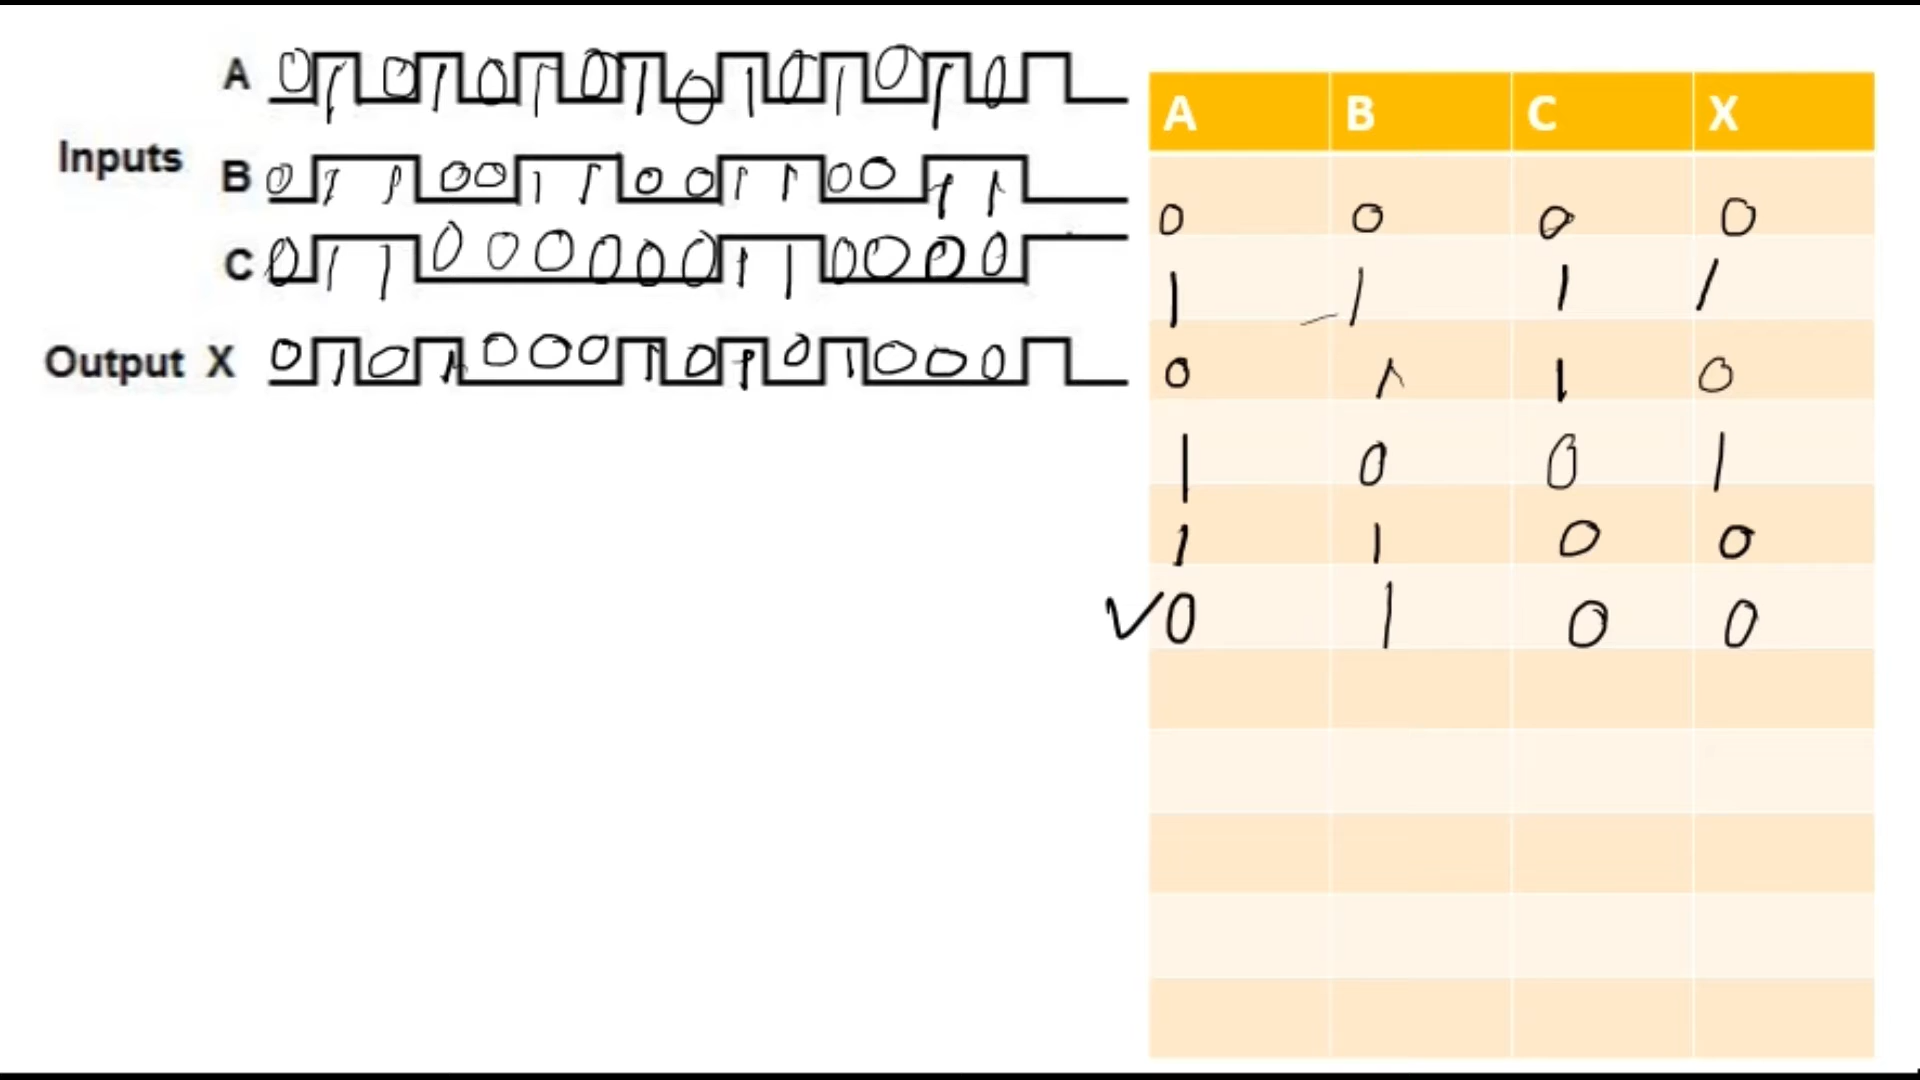 A 0 1 0 1 0 1 0 1 0 1 0 1 0 1 0
Inputs
B 0 1 1 0 0 1 1 0 0 1 1 0 0 1 1
C 0 1 1 0 0 0 0 0 0 1 1 0 0 0 0
Output X 0 1 0 1 0 0 0 1 0 1 0 1 0 0 0
A B C X
0 0 0 0
1 1 1 1
0 1 1 0
1 0 0 1
1 1 0 0
✓0 1 0 0